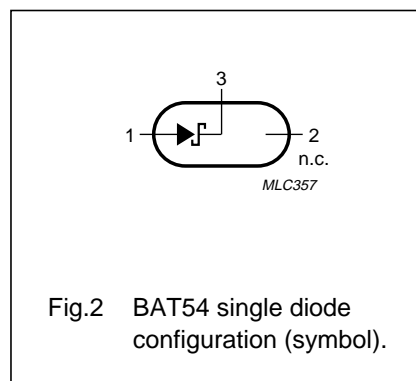 3
1
2
n.c.
MLC357
Fig.2 BAT54 single diode
configuration (symbol).